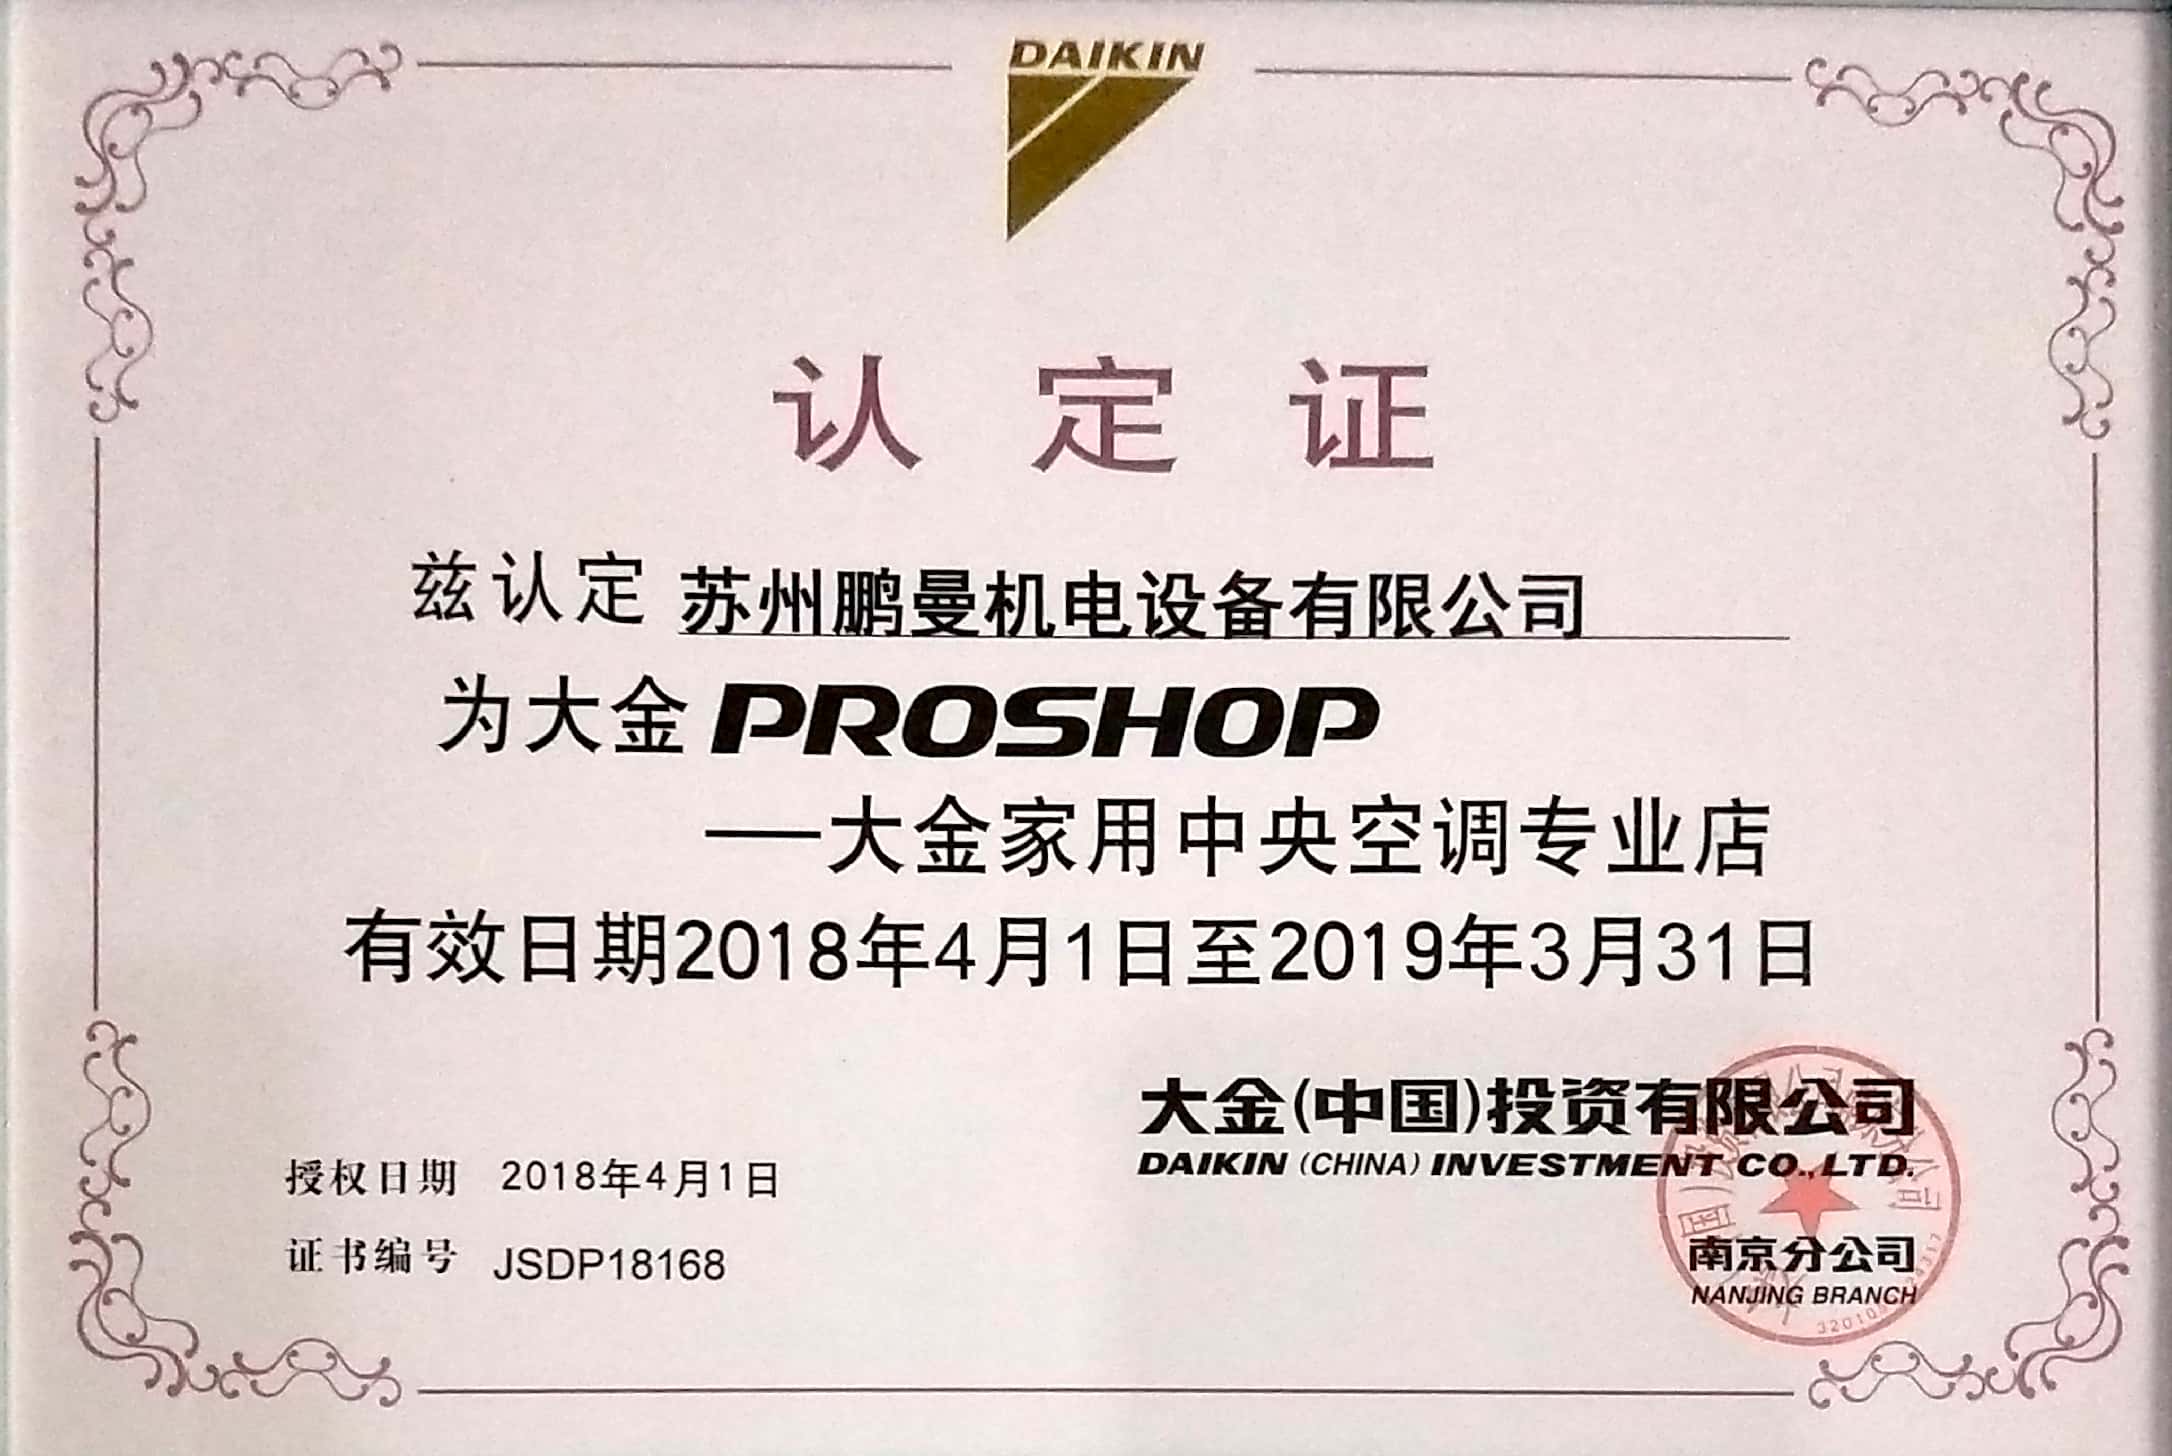 DAIKIN
认定证
兹认定 苏州鹏曼机电设备有限公司
为大金 PROSHOP
——大金家用中央空调专业店
有效日期2018年4月1日至2019年3月31日
大金(中国)投资有限公司
DAIKIN (CHINA) INVESTMENT CO.,LTD.
授权日期 2018年4月1日
南京分公司
证书编号 JSDP18168
NANJING BRANCH